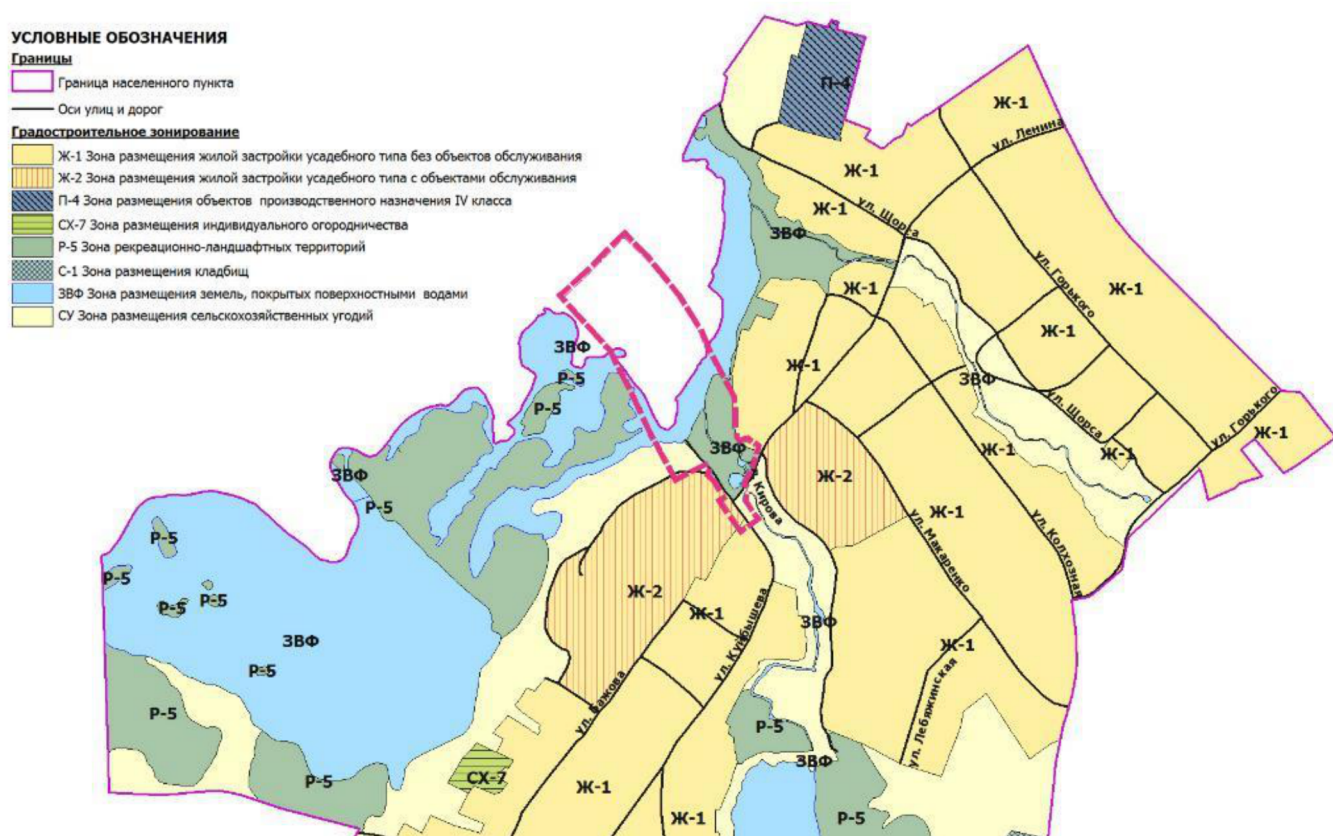 УСЛОВНЫЕ ОБОЗНАЧЕНИЯ
Границы
Граница населенного пункта
Оси улиц и дорог
Градостроительное зонирование
Ж-1 Зона размещения жилой застройки усадебного типа без объектов обслуживания
Ж-2 Зона размещения жилой застройки усадебного типа с объектами обслуживания
П-4 Зона размещения объектов производственного назначения IV класса
СХ-7 Зона размещения индивидуального огородничества
Р-5 Зона рекреационно-ландшафтных территорий
С-1 Зона размещения кладбищ
ЗВФ Зона размещения земель, покрытых поверхностными водами
СУ Зона размещения сельскохозяйственных угодий
П-4
Ж-1
ул. Ленина
Ж-1
Ж-1
ул. Щорса
ЗВФ
ул. Горького
Ж-1
Ж-1
Ж-1
ЗВФ
Ж-1
Р-5
ЗВФ
Р-5
ул. Щорса
ул. Горького
Ж-1
ЗВФ
Ж-1
Ж-1
ЗВФ
Ж-2
Кирова
Р-5
Ж-1
ул. Макаренко
ул. Колхозная
Р-5
Р-5
Р-5
Р-5
Ж-2
Ж-1
ул. Куйбышева
ЗВФ
ЗВФ
Ж-1
Р-5
ул. Бажова
ул. Лебяжинская
Р-5
Р-5
ЗВФ
Р-5
СХ-7
Ж-1
Ж-1
Р-5